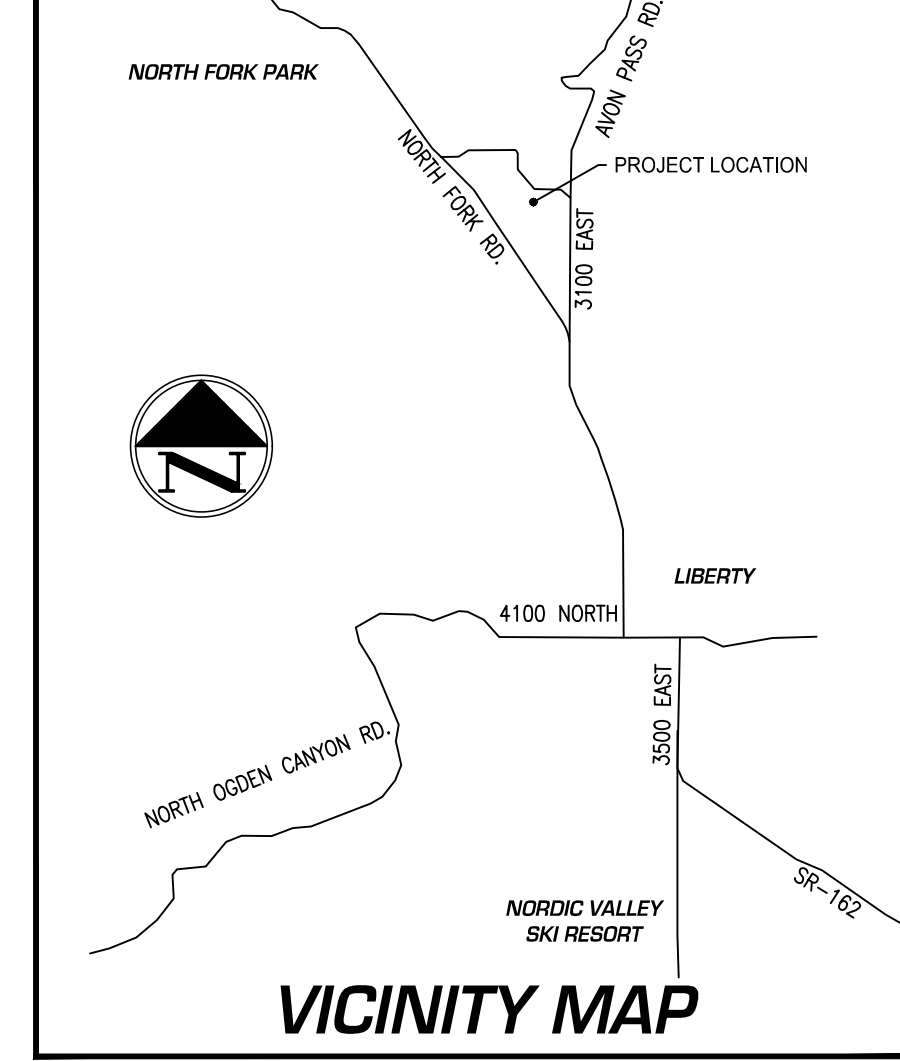 AVON PASS RD.
NORTH FORK PARK
NORTH FORK RD.
PROJECT LOCATION
3100 EAST
N
LIBERTY
4100 NORTH
3500 EAST
NORTH OGDEN CANYON RD.
SR-162
NORDIC VALLEY
SKI RESORT
VICINITY MAP